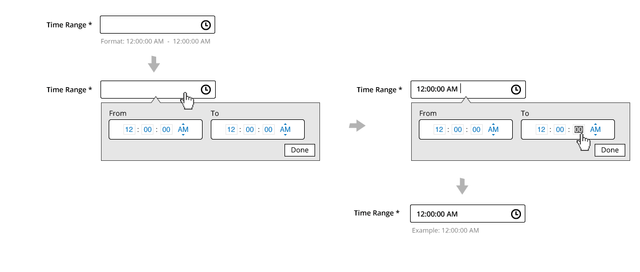 Time Range *
Format: 12:00:00 AM - 12:00:00 AM
Time Range *
From To
12 : 00 : 00 AM 12 : 00 : 00 AM
Done
Time Range * 12:00:00 AM
From To
12 : 00 : 00 AM 12 : 00 : 00 AM
Done
Time Range * 12:00:00 AM
Example: 12:00:00 AM